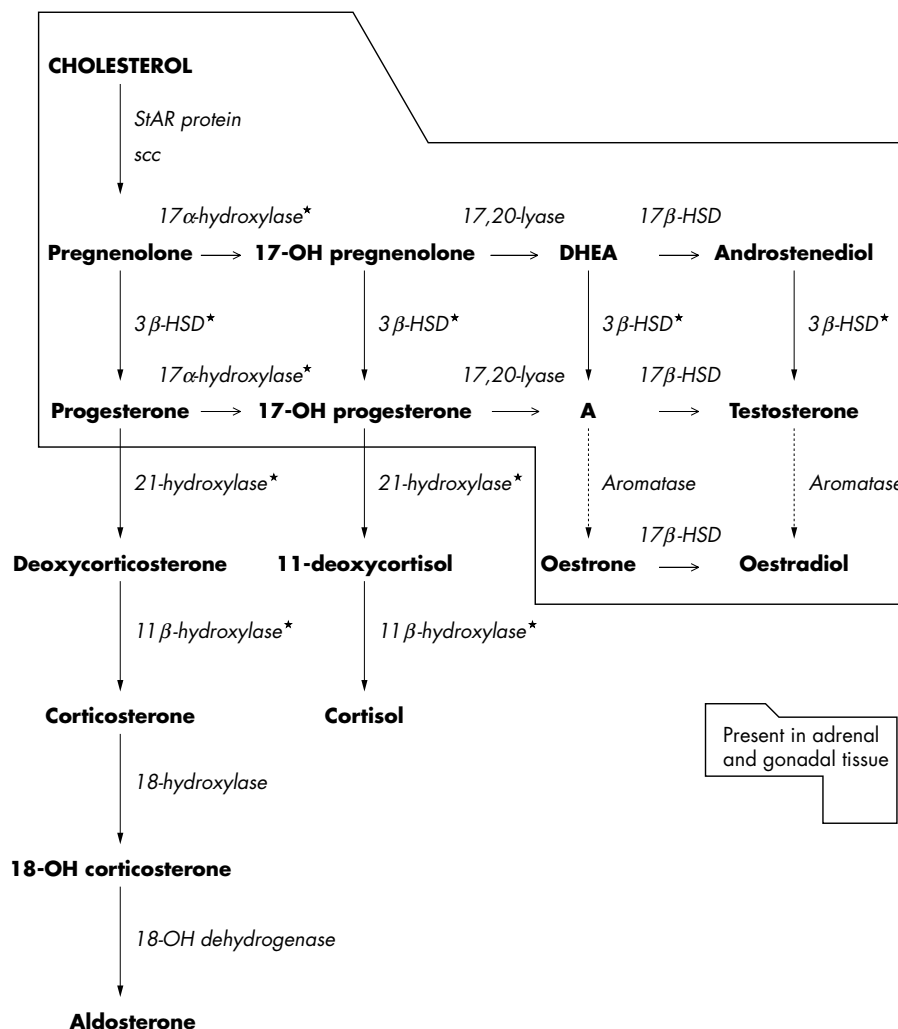 CHOLESTEROL
StAR protein
scc
17α-hydroxylase★ 17,20-lyase 17β-HSD
Pregnenolone → 17-OH pregnenolone → DHEA → Androstenediol
3β-HSD★ 3β-HSD★ 3β-HSD★ 3β-HSD★
17α-hydroxylase★ 17,20-lyase 17β-HSD
Progesterone → 17-OH progesterone → A → Testosterone
21-hydroxylase★ 21-hydroxylase★ Aromatase Aromatase
17β-HSD
Deoxycorticosterone 11-deoxycortisol Oestrone → Oestradiol
11β-hydroxylase★ 11β-hydroxylase★
Corticosterone Cortisol
Present in adrenal
and gonadal tissue
18-hydroxylase
18-OH corticosterone
18-OH dehydrogenase
Aldosterone